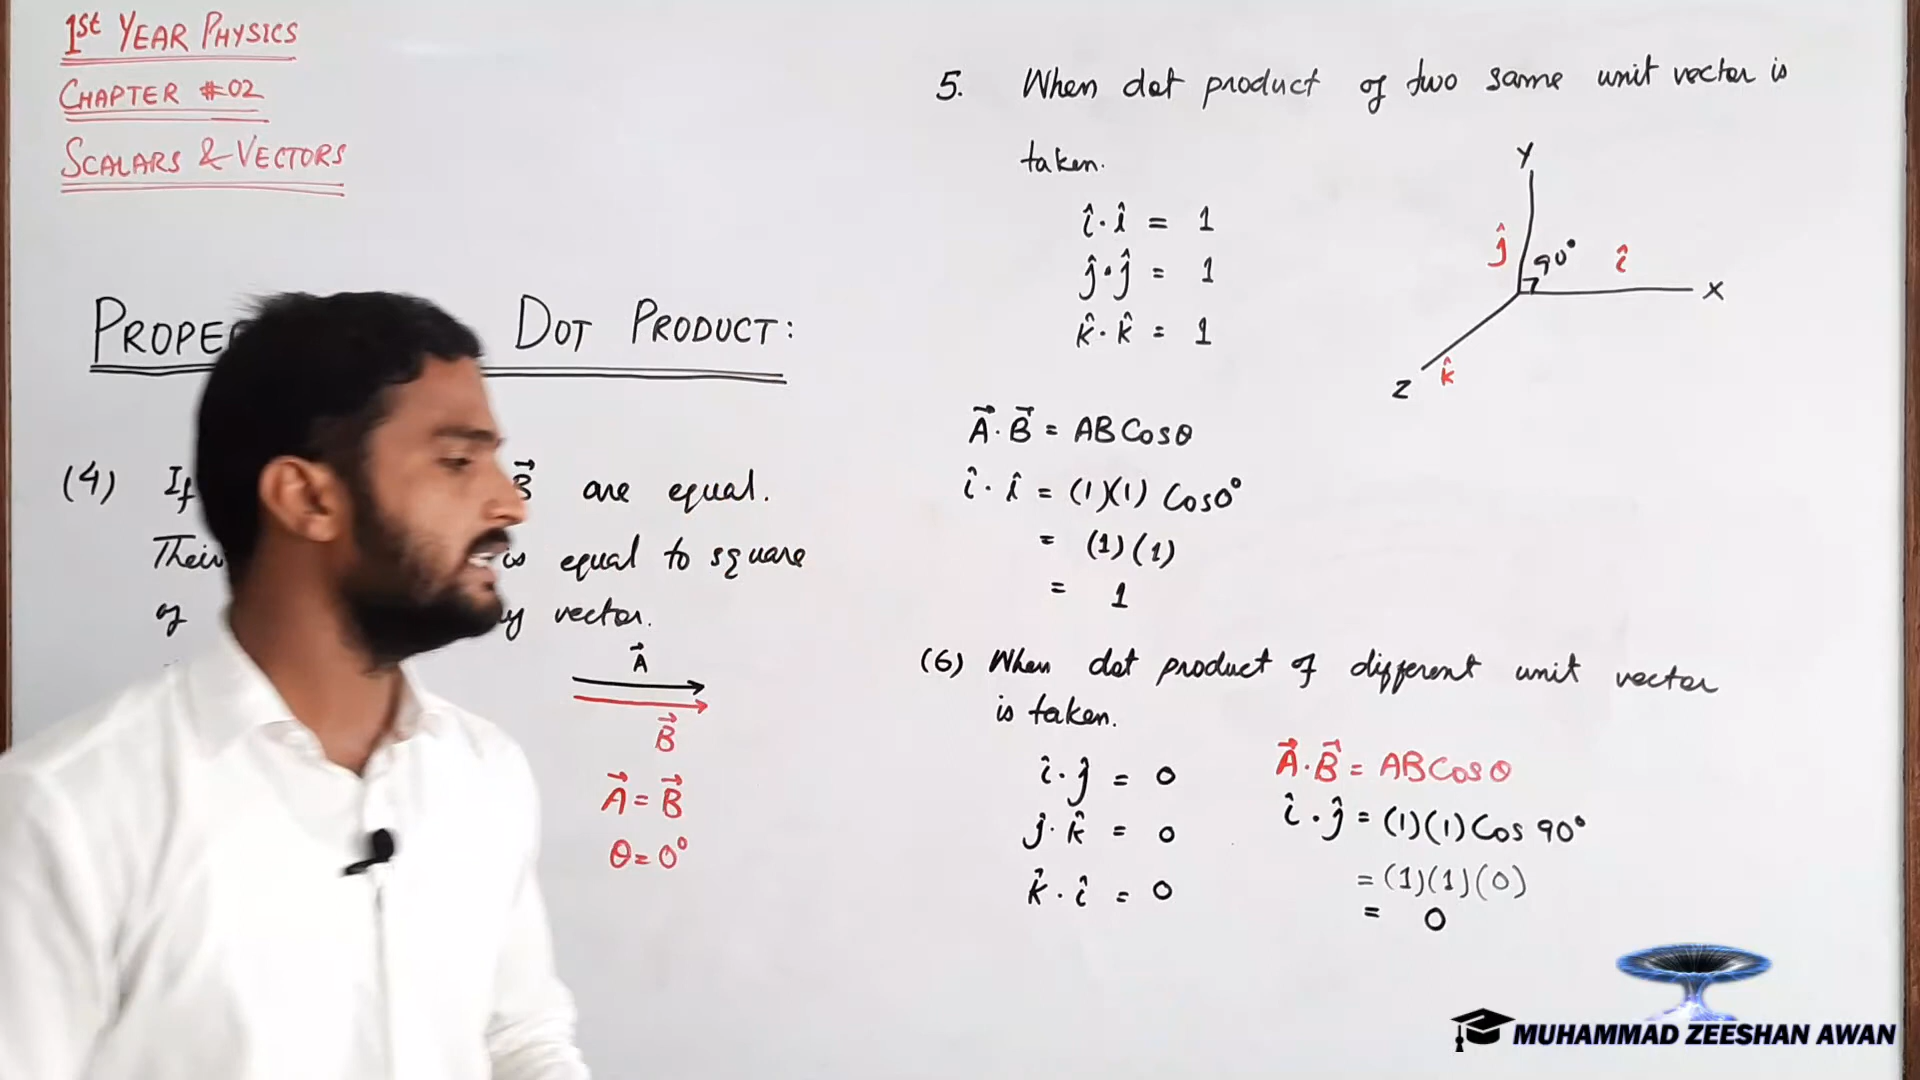 1st YEAR PHYSICS
CHAPTER #02
SCALARS & VECTORS
DOT PRODUCT:
(4) If B⃗ are equal.
Their is equal to square
of vector.
A⃗
B⃗
A⃗ = B⃗
θ = 0°
5. When dot product of two same unit vector is
taken.
î · î = 1
ĵ · ĵ = 1
k̂ · k̂ = 1
Y
ĵ 90° î
X
Z k̂
A⃗ · B⃗ = AB Cosθ
î · î = (1)(1) Cos0°
= (1)(1)
= 1
(6) When dot product of different unit vector
is taken.
î · ĵ = 0
ĵ · k̂ = 0
k̂ · î = 0
A⃗ · B⃗ = AB Cosθ
î · ĵ = (1)(1) Cos 90°
= (1)(1)(0)
= 0
MUHAMMAD ZEESHAN AWAN